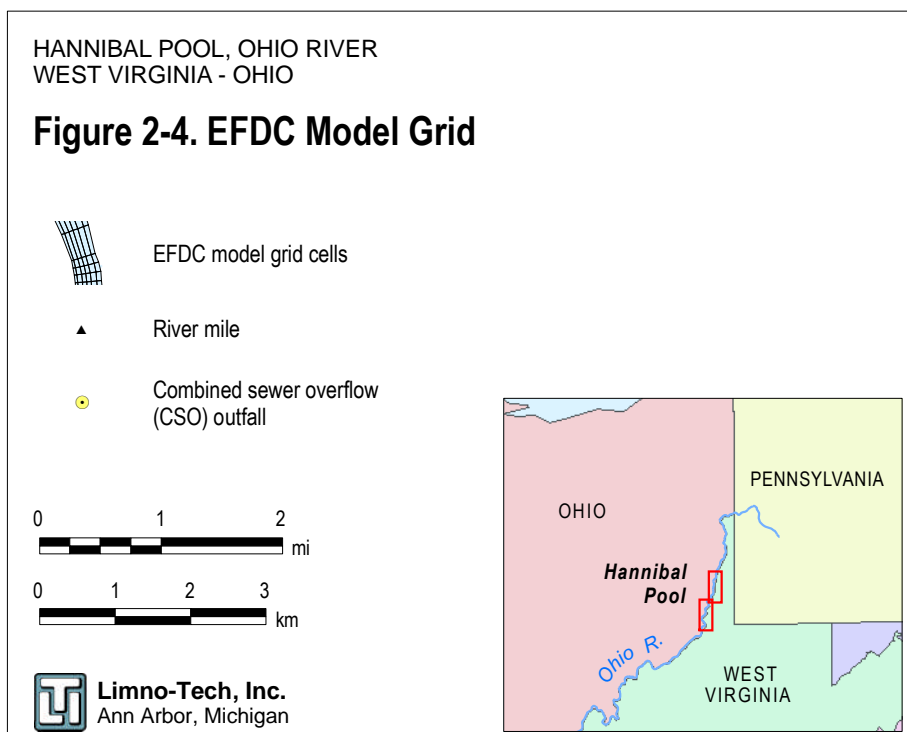 HANNIBAL POOL, OHIO RIVER
WEST VIRGINIA - OHIO
Figure 2-4. EFDC Model Grid
EFDC model grid cells
River mile
Combined sewer overflow
(CSO) outfall
0 1 2
mi
0 1 2 3
km
Limno-Tech, Inc.
Ann Arbor, Michigan
PENNSYLVANIA
OHIO
Hannibal
Pool
Ohio R.
WEST
VIRGINIA